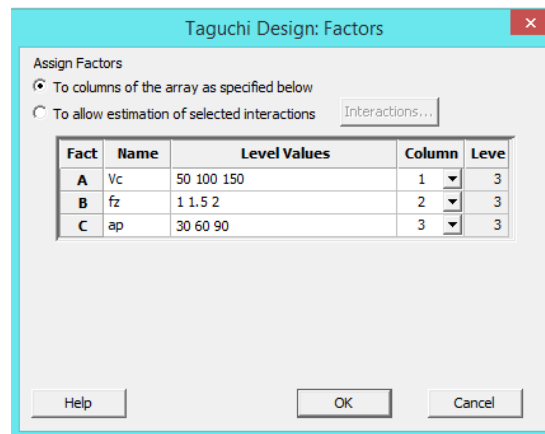 Taguchi Design: Factors
Assign Factors
To columns of the array as specified below
To allow estimation of selected interactions Interactions...
Fact Name Level Values Column Leve
A Vc 50 100 150 1 3
B fz 1 1.5 2 2 3
C ap 30 60 90 3 3
Help OK Cancel